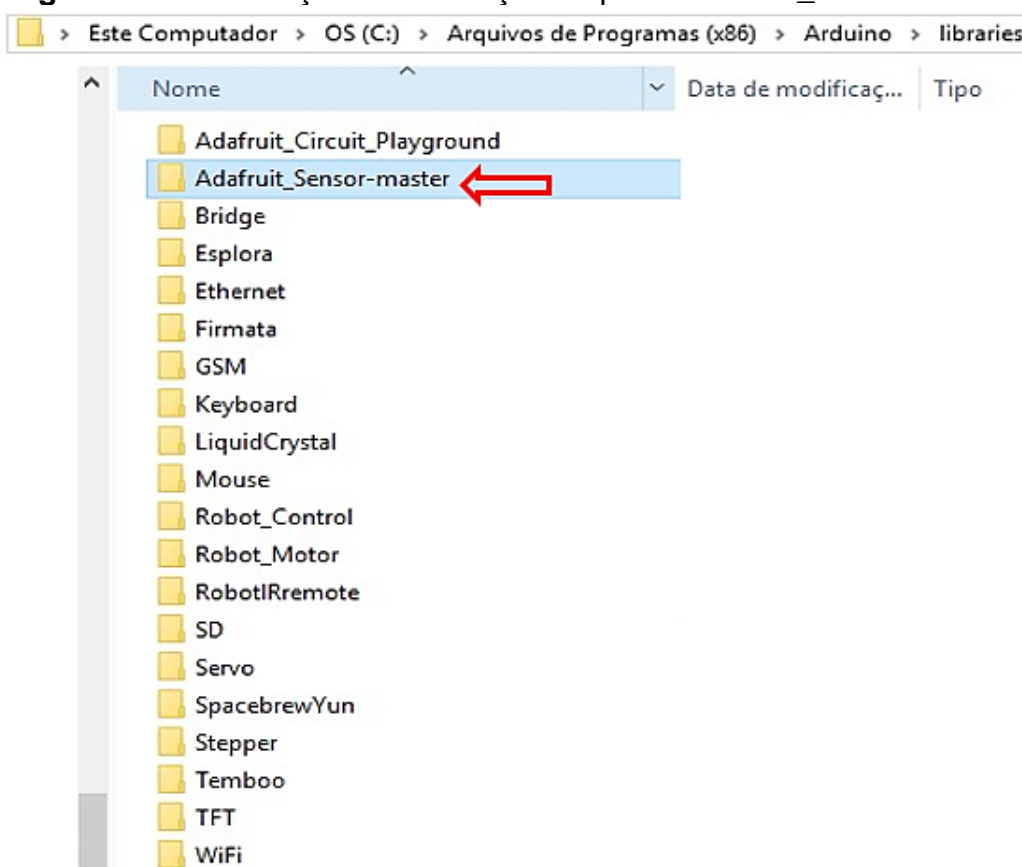 Este Computador > OS (C:) > Arquivos de Programas (x86) > Arduino > libraries
Nome Data de modificaç... Tipo
Adafruit_Circuit_Playground
Adafruit_Sensor-master
Bridge
Esplora
Ethernet
Firmata
GSM
Keyboard
LiquidCrystal
Mouse
Robot_Control
Robot_Motor
RobotIRremote
SD
Servo
SpacebrewYun
Stepper
Temboo
TFT
WiFi